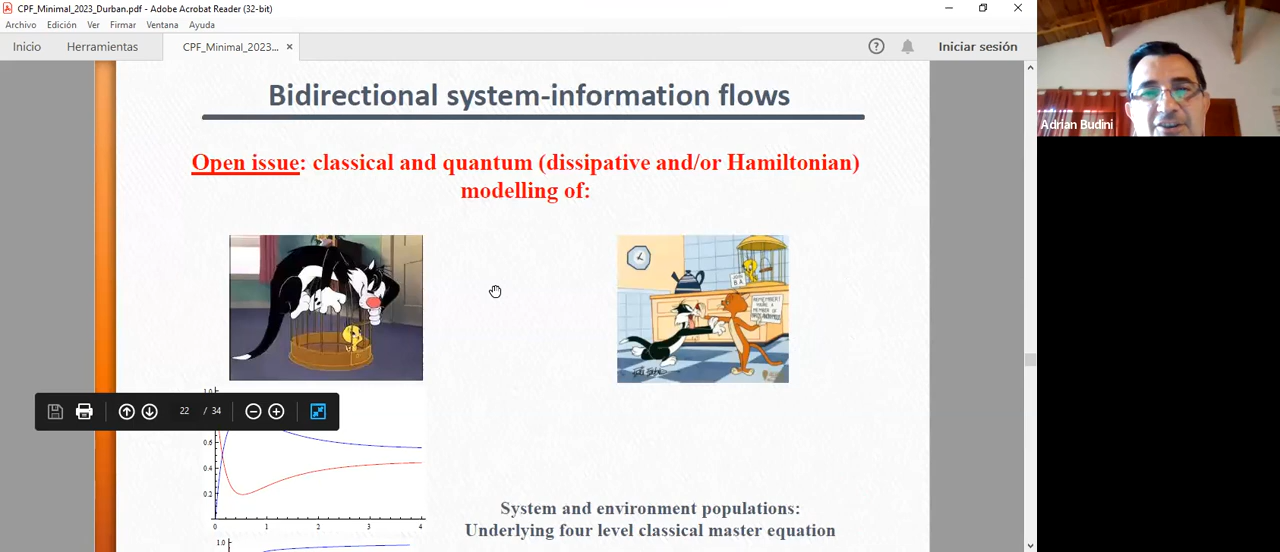 CPF_Minimal_2023_Durban.pdf - Adobe Acrobat Reader (32-bit)
Archivo Edición Ver Firmar Ventana Ayuda
Inicio Herramientas CPF_Minimal_2023... × Iniciar sesión
Adrian Budini
Bidirectional system-information flows
Open issue: classical and quantum (dissipative and/or Hamiltonian)
modelling of:
REMEMBER!
MEMBER OF
B.A.
1.0
22 / 34
0.6
0.4
0.2
0 1 2 3 4
1.0
System and environment populations:
Underlying four level classical master equation